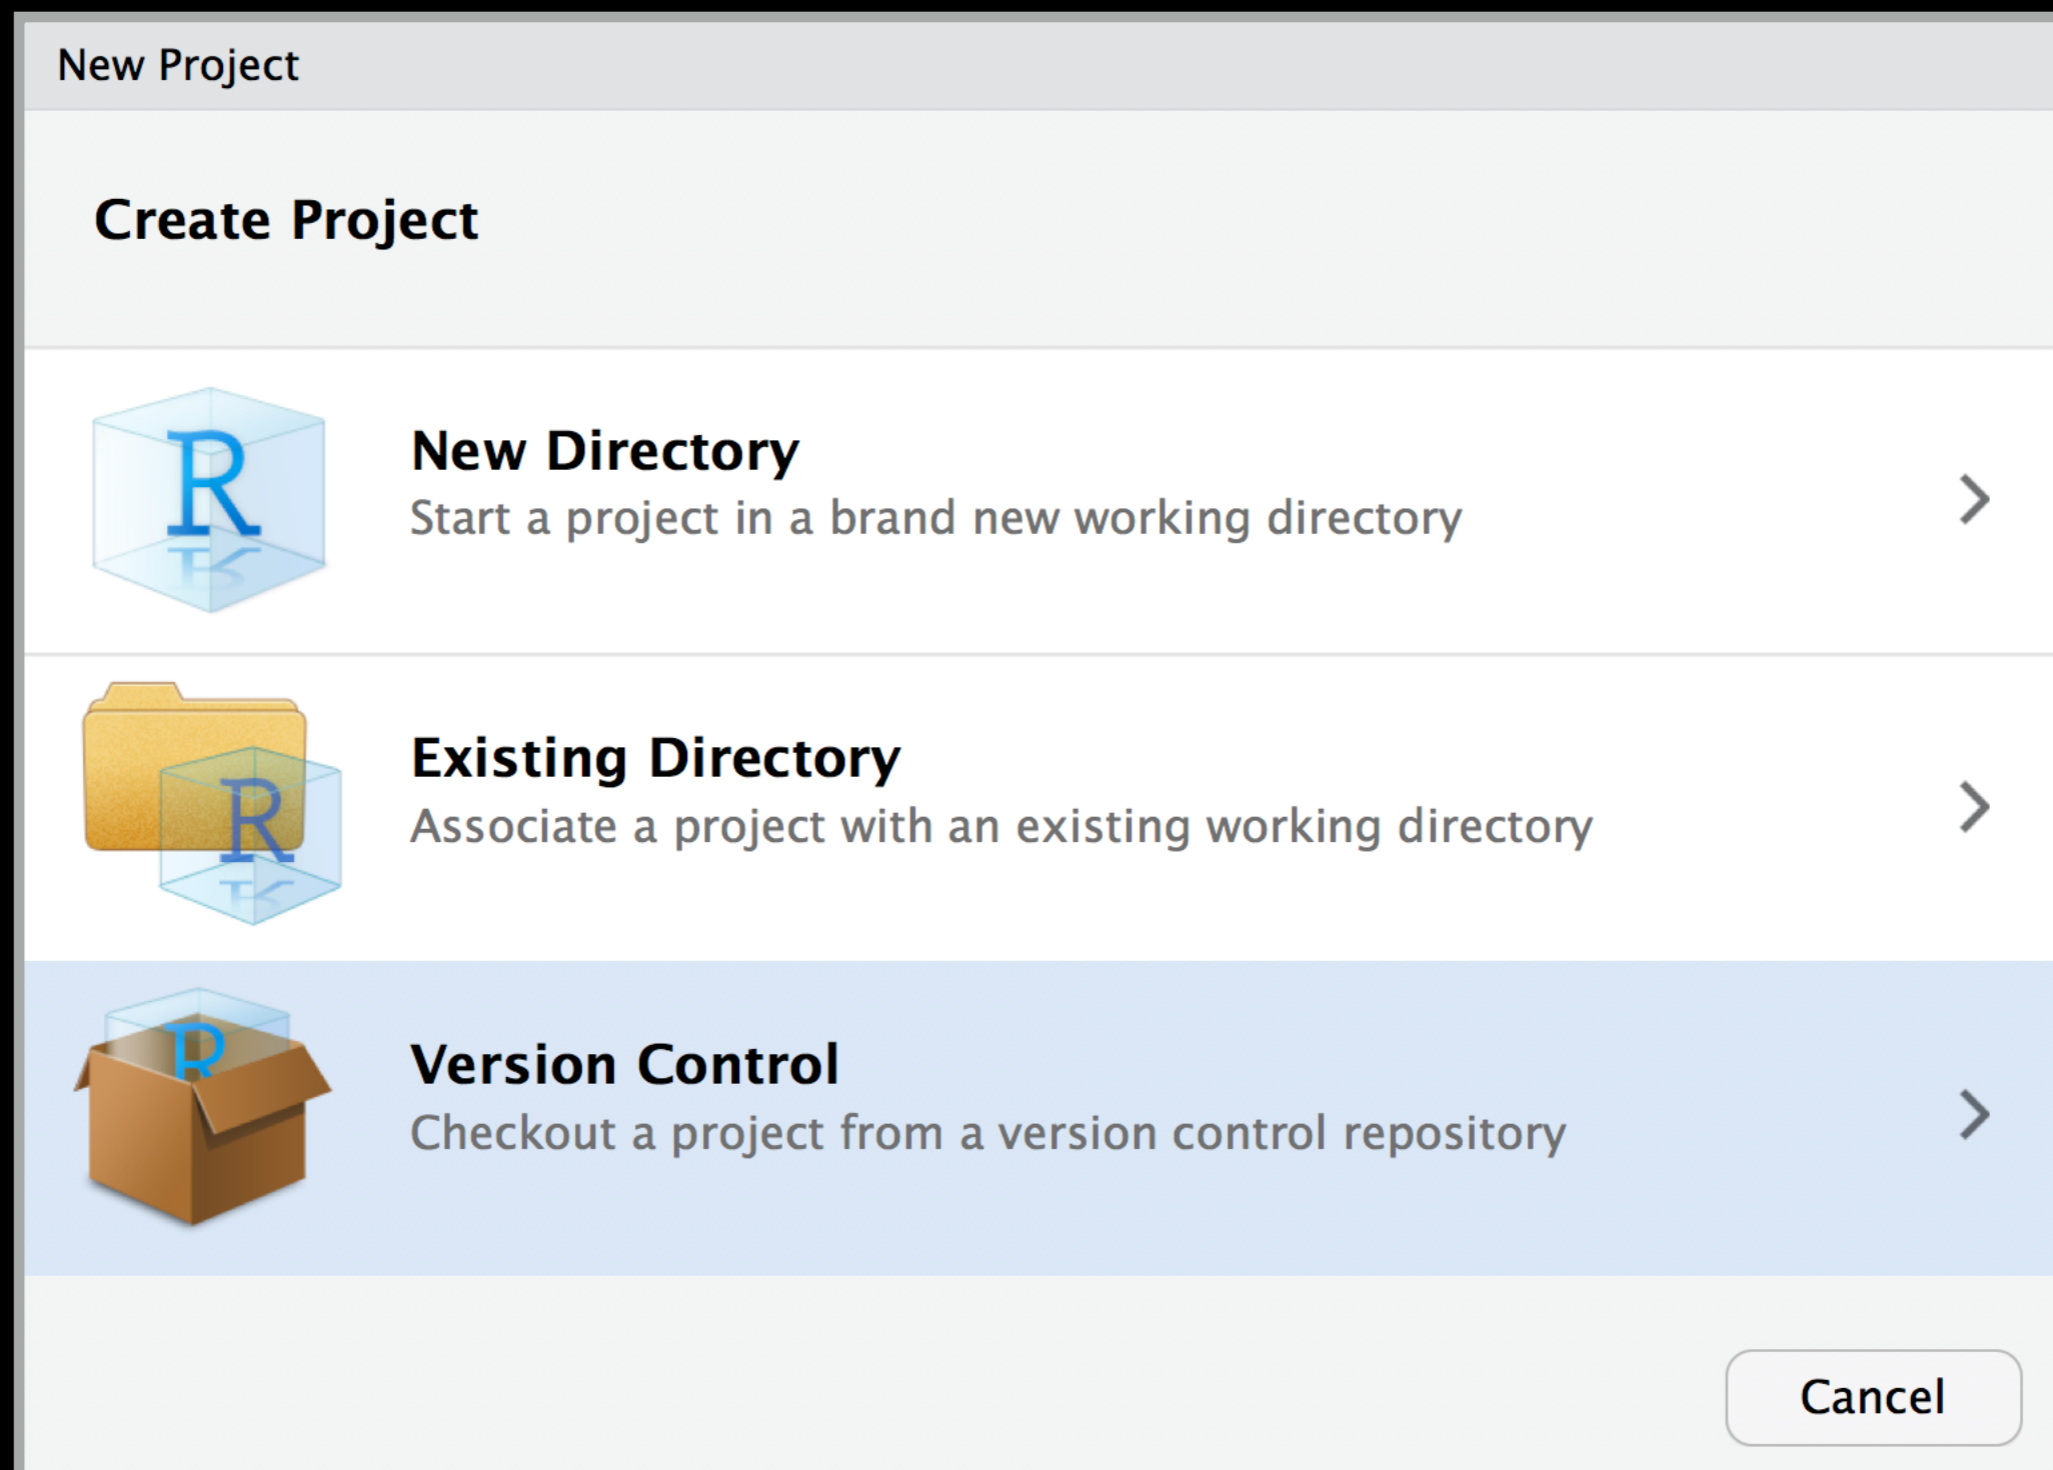 New Project
Create Project
R
New Directory
Start a project in a brand new working directory
R
Existing Directory
Associate a project with an existing working directory
R
Version Control
Checkout a project from a version control repository
Cancel